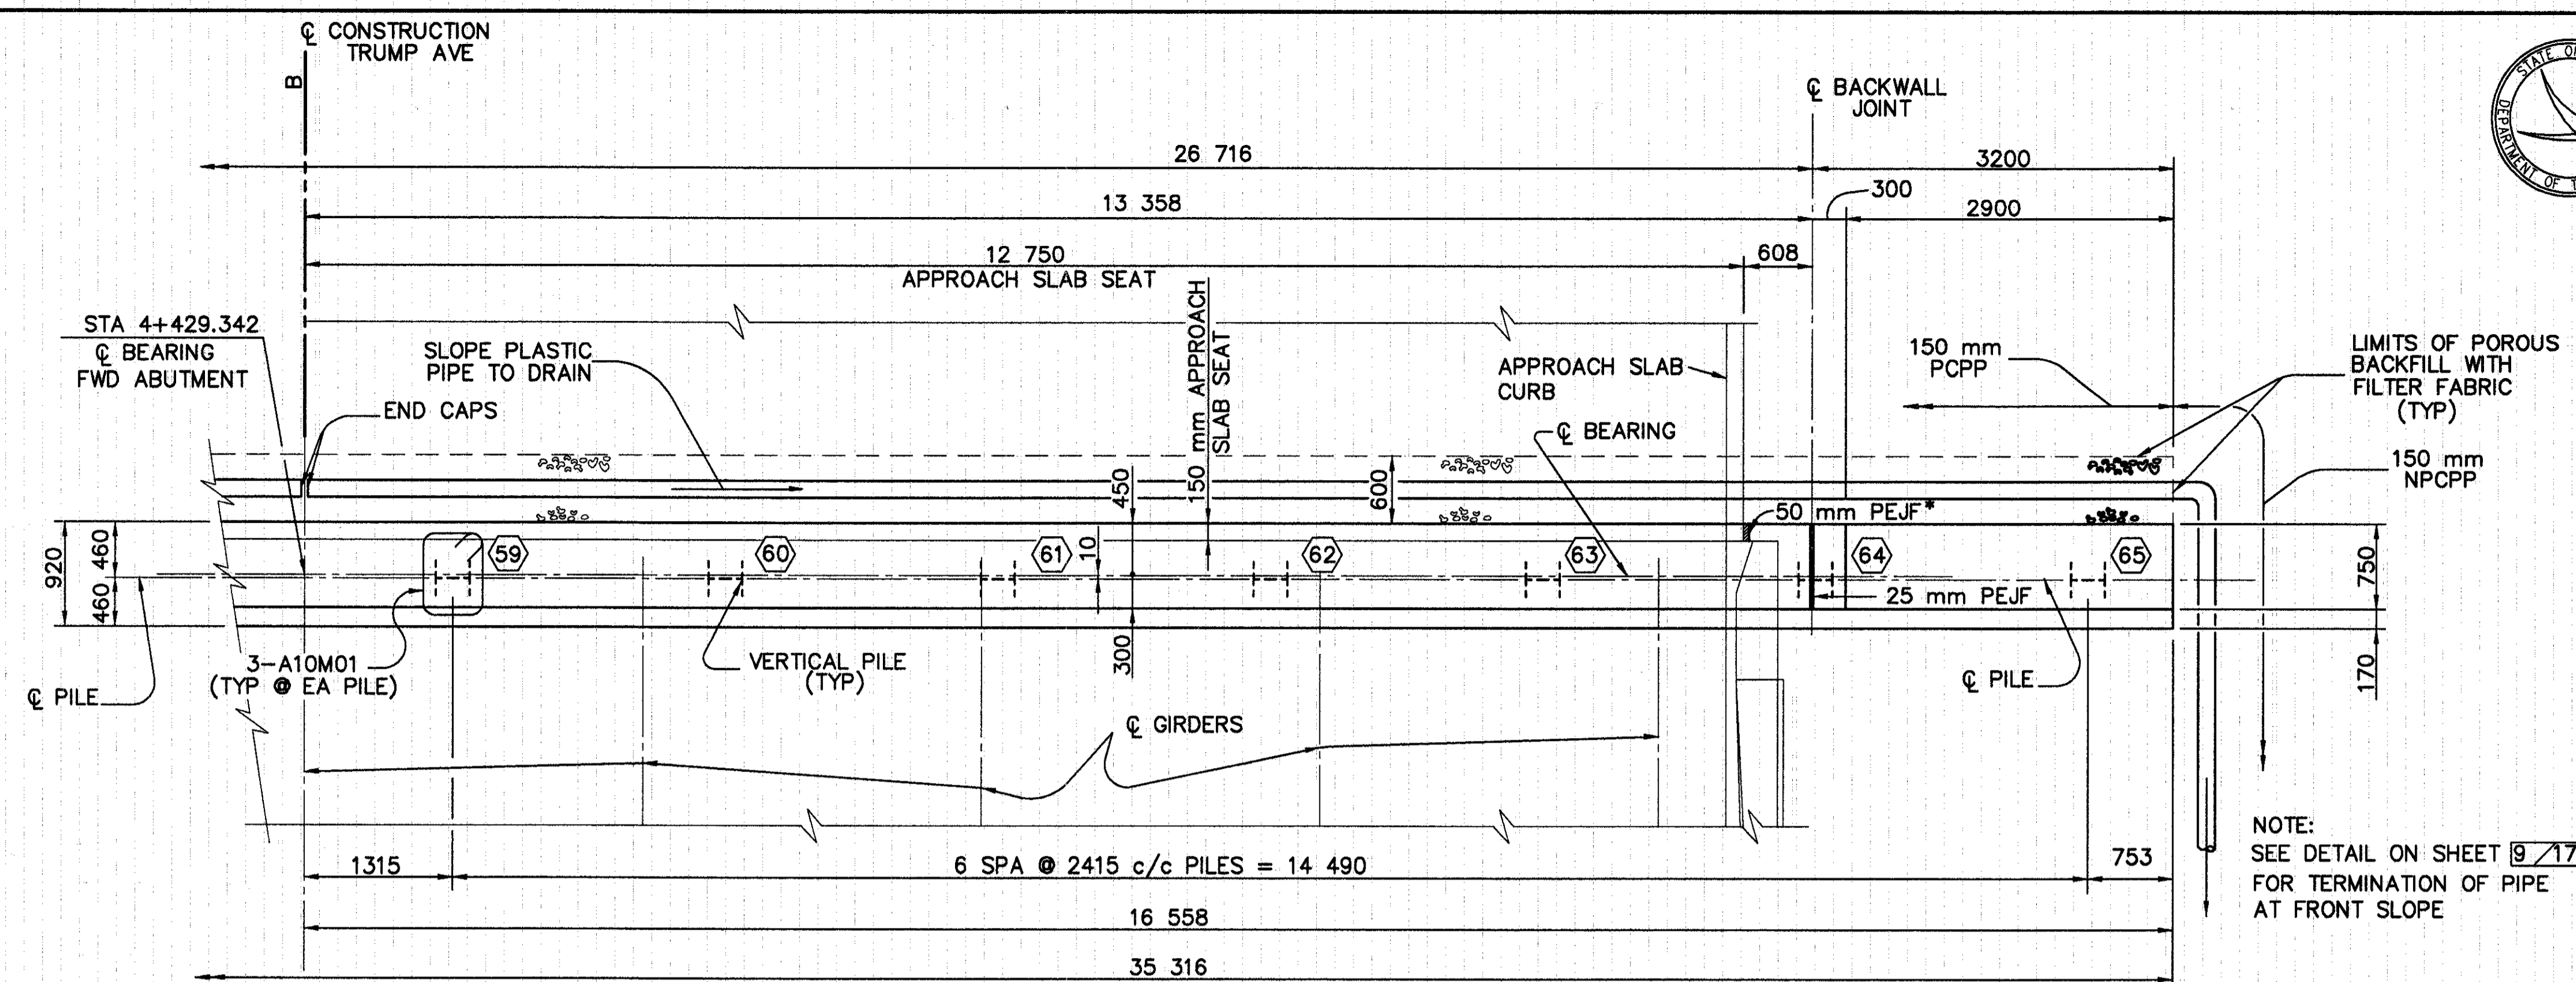 ℄ CONSTRUCTION
TRUMP AVE
B
℄ BACKWALL
JOINT
STATE O
DEPARTMENT OF T
26 716
3200
13 358
300
2900
12 750
APPROACH SLAB SEAT
608
STA 4+429.342
℄ BEARING
FWD ABUTMENT
SLOPE PLASTIC
PIPE TO DRAIN
END CAPS
150 mm APPROACH
SLAB SEAT
APPROACH SLAB
CURB
℄ BEARING
150 mm
PCPP
LIMITS OF POROUS
BACKFILL WITH
FILTER FABRIC
(TYP)
150 mm
NPCPP
450
600
50 mm PEJF*
920
460
460
59
60
61
10
62
63
64
65
750
25 mm PEJF
300
170
3-A10M01
(TYP @ EA PILE)
℄ PILE
VERTICAL PILE
(TYP)
℄ PILE
℄ GIRDERS
1315
6 SPA @ 2415 c/c PILES = 14 490
753
16 558
35 316
NOTE:
SEE DETAIL ON SHEET 9/17
FOR TERMINATION OF PIPE
AT FRONT SLOPE